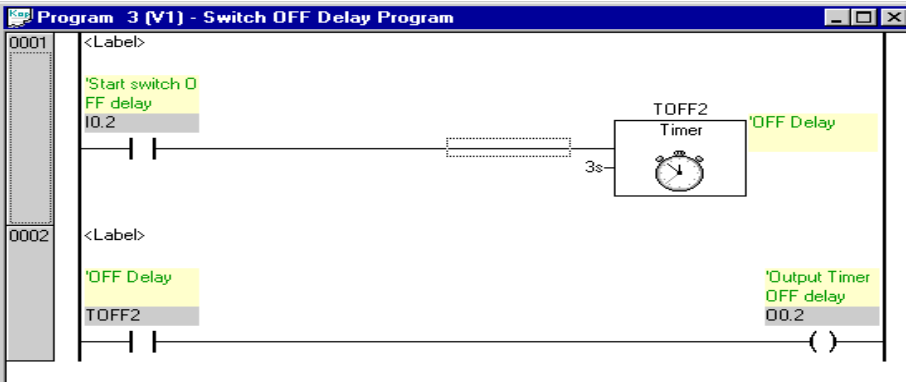 Kop Program 3 (V1) - Switch OFF Delay Program
0001
<Label>
'Start switch O
FF delay
I0.2
TOFF2
Timer
'OFF Delay
3s
0002
<Label>
'OFF Delay
'Output Timer
OFF delay
TOFF2
O0.2